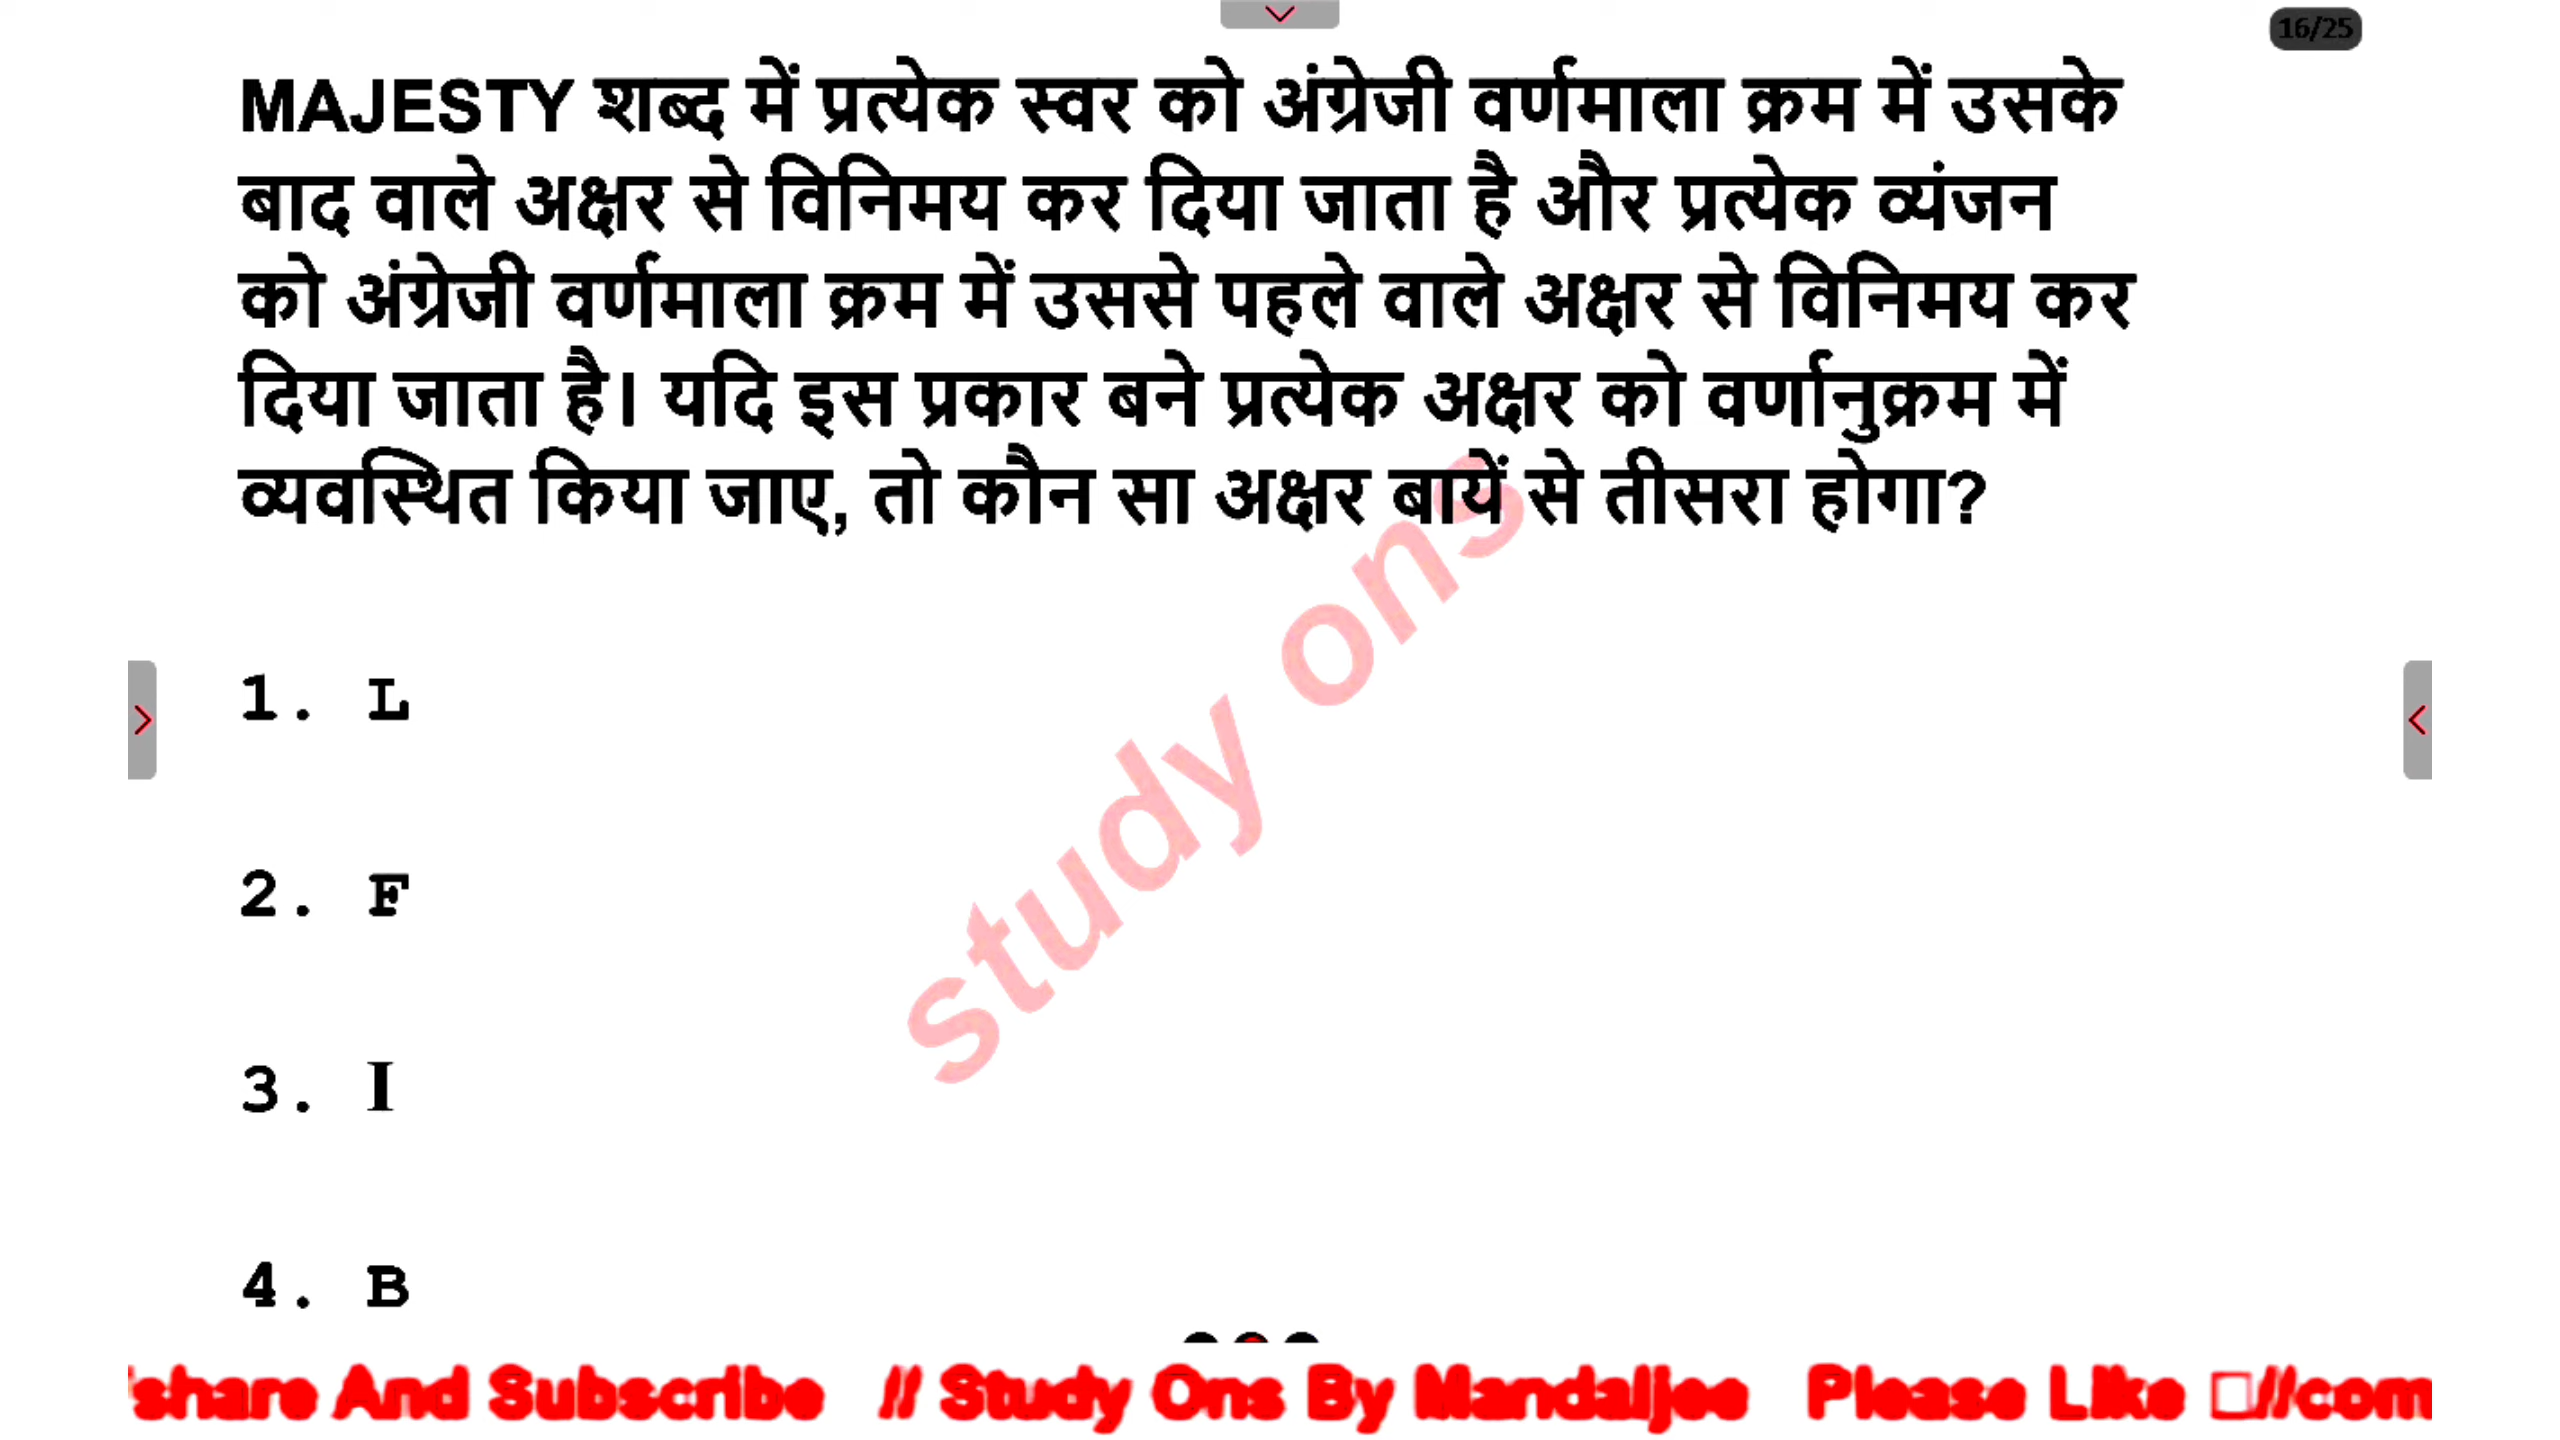 16/25
MAJESTY शब्द में प्रत्येक स्वर को अंग्रेजी वर्णमाला क्रम में उसके
बाद वाले अक्षर से विनिमय कर दिया जाता है और प्रत्येक व्यंजन
को अंग्रेजी वर्णमाला क्रम में उससे पहले वाले अक्षर से विनिमय कर
दिया जाता है। यदि इस प्रकार बने प्रत्येक अक्षर को वर्णानुक्रम में
व्यवस्थित किया जाए, तो कौन सा अक्षर बायें से तीसरा होगा?
study ons
1. L
2. F
3. I
4. B
share And Subscribe // Study Ons By Mandaljee Please Like □//com